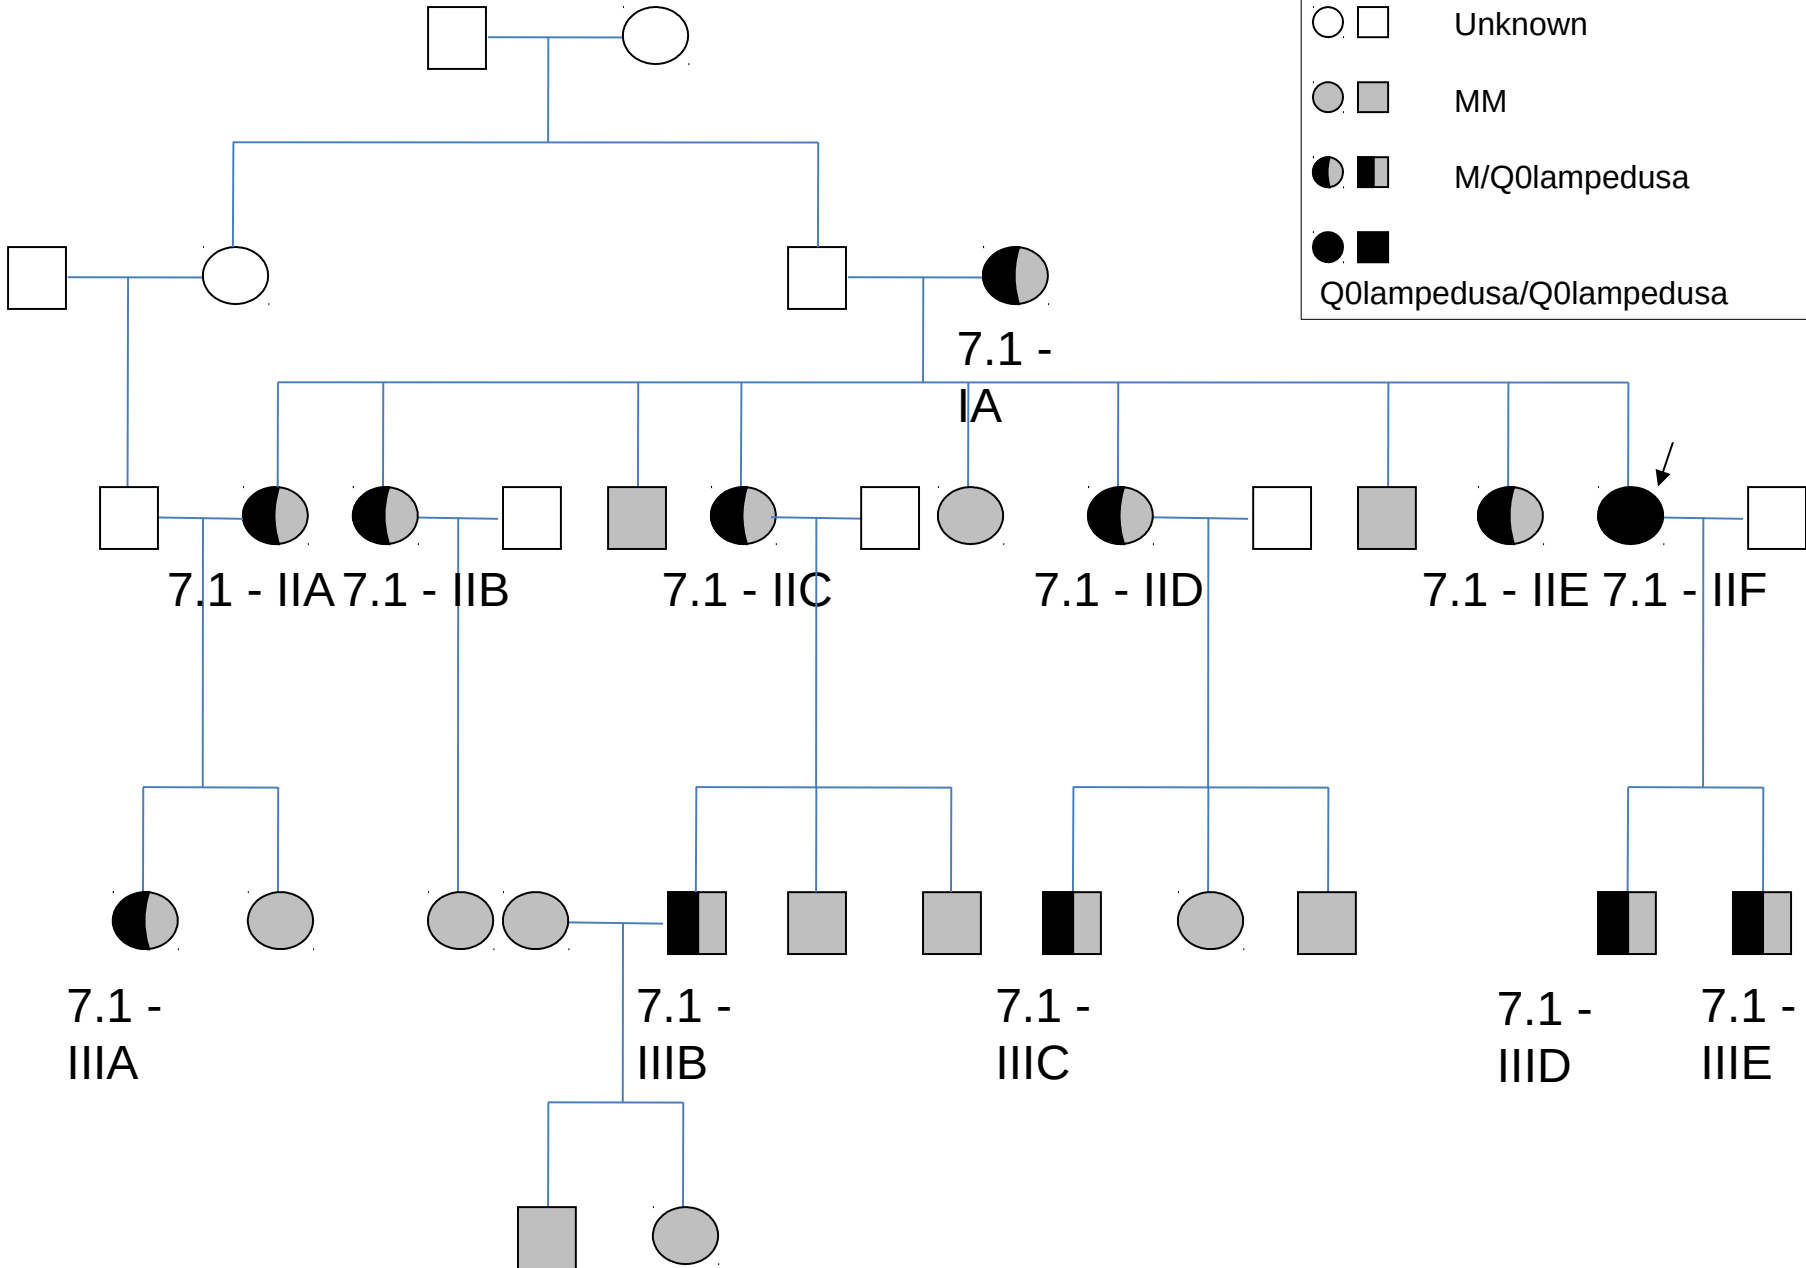 Unknown
MM
M/Q0lampedusa
Q0lampedusa/Q0lampedusa
7.1 -
IA
7.1 - IIA
7.1 - IIB
7.1 - IIC
7.1 - IID
7.1 - IIE
7.1 - IIF
7.1 -
IIIA
7.1 -
IIIB
7.1 -
IIIC
7.1 -
IIID
7.1 -
IIIE